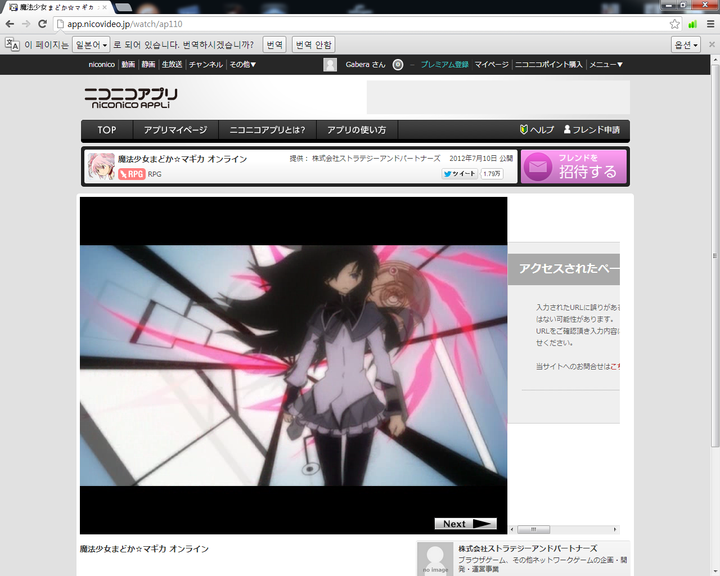 魔法少女まどか☆マギカ
app.nicovideo.jp/watch/ap110
이 페이지는 일본어 로 되어 있습니다. 번역하시겠습니까? 번역 번역 안함 옵션
niconico 動画 静画 生放送 チャンネル その他▼ Gabera さん プレミアム登録 マイページ ニコニコポイント購入 メニュー▼
ニコニコアプリ
NICONICO APPLI
TOP アプリマイページ ニコニコアプリとは? アプリの使い方 ヘルプ フレンド申請
魔法少女まどか☆マギカ オンライン 提供： 株式会社ストラテジーアンドパートナーズ 2012年7月10日 公開
RPG RPG ツイート 1.79万
フレンドを
招待する
アクセスされたペー
入力されたURLに誤りがある
はない可能性があります。
URLをご確認頂き入力内容に
せください。
当サイトへのお問合せはこち
Next
魔法少女まどか☆マギカ オンライン
no image
株式会社ストラテジーアンドパートナーズ
ブラウザゲーム、その他ネットワークゲームの企画・開
発・運営事業